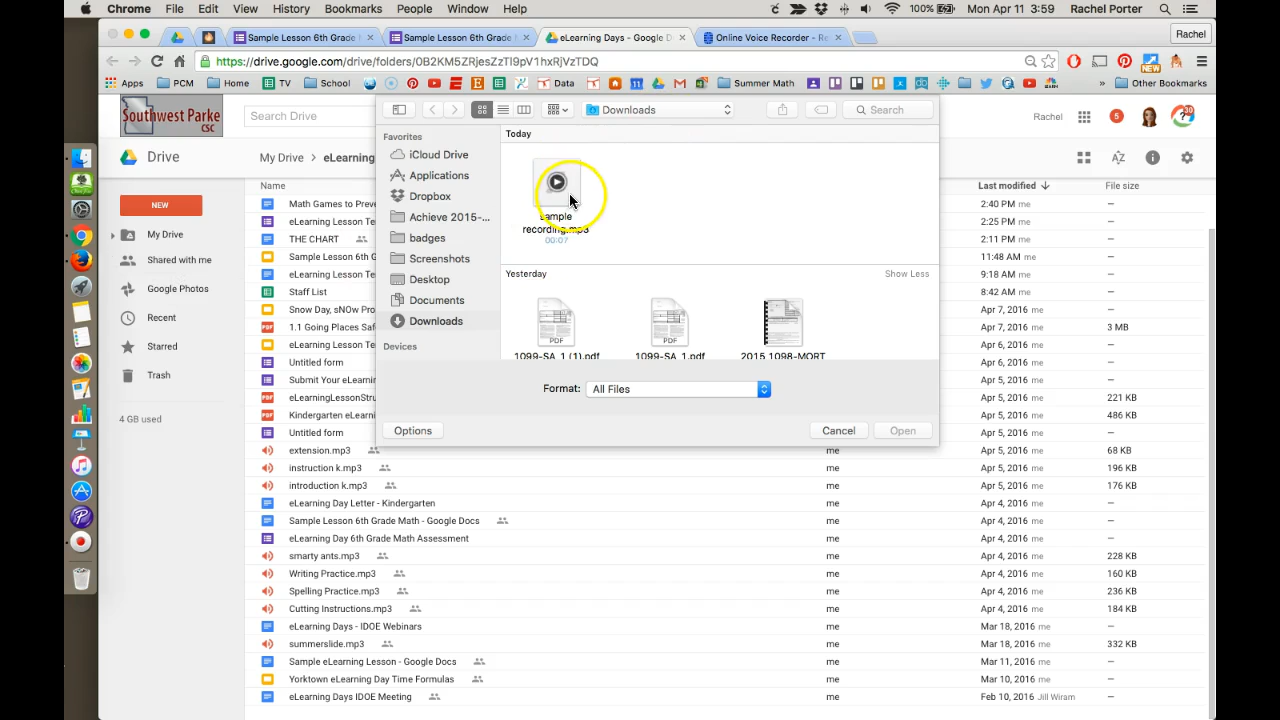 Chrome File Edit View History Bookmarks People Window Help 100% Mon Apr 11 3:59 Rachel Porter
Sample Lesson 6th Grade Sample Lesson 6th Grade eLearning Days - Google D Online Voice Recorder - Re Rachel
https://drive.google.com/drive/folders/0B2KM5ZRjesZzTl9pV1hxRjVzTDQ
Apps PCM Home TV School Data Summer Math » Other Bookmarks
Southwest Parke CSC
Search Drive
Downloads
Search
Rachel
5
Drive
My Drive > eLearning
NEW
My Drive
Shared with me
Google Photos
Recent
Starred
Trash
4 GB used
Favorites
iCloud Drive
Applications
Dropbox
Achieve 2015-...
badges
Screenshots
Desktop
Documents
Downloads
Devices
Today
sample
recording.mp3
00:07
Yesterday
Show Less
PDF
PDF
1099-SA_1 (1).pdf 1099-SA_1.pdf 2015 1098-MORT
Format: All Files
Options Cancel Open
Name Last modified File size
Math Games to Preve 2:40 PM me –
eLearning Lesson Te 2:25 PM me –
THE CHART 2:11 PM me –
Sample Lesson 6th G 11:48 AM me –
eLearning Lesson Te 9:18 AM me –
Staff List 8:42 AM me –
Snow Day, sNOw Pro Apr 7, 2016 me –
PDF 1.1 Going Places Saf Apr 7, 2016 me 3 MB
eLearning Lesson Te Apr 6, 2016 me –
Untitled form Apr 6, 2016 me –
Submit Your eLearni Apr 5, 2016 me –
PDF eLearningLessonStru Apr 5, 2016 me 221 KB
PDF Kindergarten eLearni Apr 5, 2016 me 486 KB
Untitled form Apr 5, 2016 me –
extension.mp3 me Apr 5, 2016 me 68 KB
instruction k.mp3 me Apr 5, 2016 me 196 KB
introduction k.mp3 me Apr 5, 2016 me 176 KB
eLearning Day Letter - Kindergarten me Apr 4, 2016 me –
Sample Lesson 6th Grade Math - Google Docs me Apr 4, 2016 me –
eLearning Day 6th Grade Math Assessment me Apr 4, 2016 me –
smarty ants.mp3 me Apr 4, 2016 me 228 KB
Writing Practice.mp3 me Apr 4, 2016 me 160 KB
Spelling Practice.mp3 me Apr 4, 2016 me 236 KB
Cutting Instructions.mp3 me Apr 4, 2016 me 184 KB
eLearning Days - IDOE Webinars me Mar 18, 2016 me –
summerslide.mp3 me Mar 18, 2016 me 332 KB
Sample eLearning Lesson - Google Docs me Mar 11, 2016 me –
Yorktown eLearning Day Time Formulas me Mar 10, 2016 me –
eLearning Days IDOE Meeting me Feb 10, 2016 Jill Wiram –